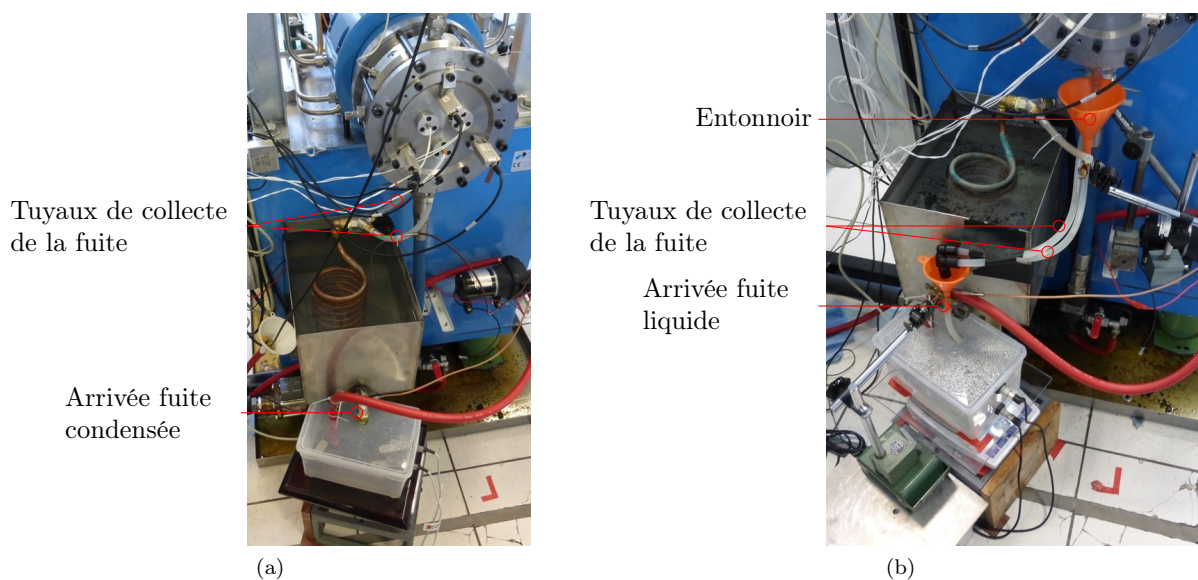 Tuyaux de collecte
de la fuite
Arrivée fuite
condensée
(a)
Entonnoir
Tuyaux de collecte
de la fuite
Arrivée fuite
liquide
(b)